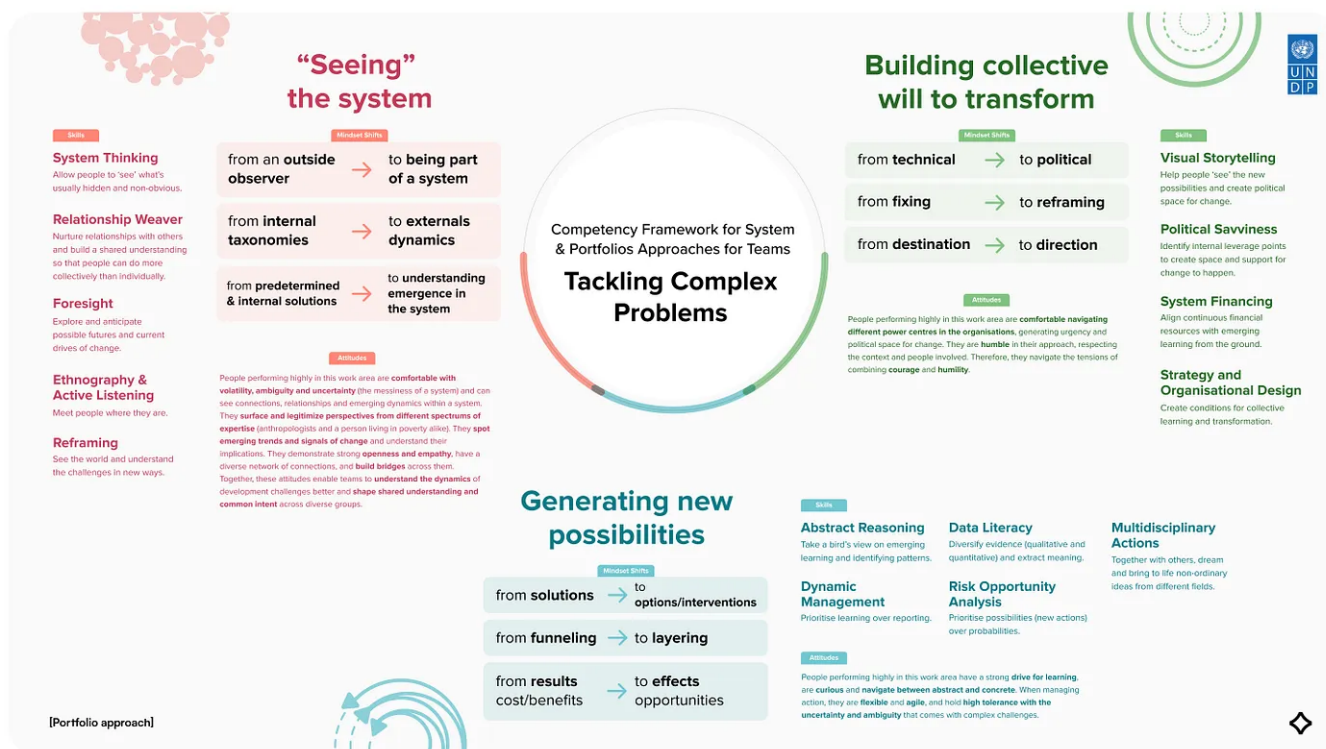 “Seeing”
the system
Skills
System Thinking
Allow people to ‘see’ what’s
usually hidden and non-obvious.
Relationship Weaver
Nurture relationships with others
and build a shared understanding
so that people can do more
collectively than individually.
Foresight
Explore and anticipate
possible futures and current
drives of change.
Ethnography &
Active Listening
Meet people where they are.
Reframing
See the world and understand
the challenges in new ways.
Mindset Shifts
from an outside
observer
to being part
of a system
from internal
taxonomies
to externals
dynamics
from predetermined
& internal solutions
to understanding
emergence in
the system
Attitudes
People performing highly in this work area are comfortable with
volatility, ambiguity and uncertainty (the messiness of a system) and can
see connections, relationships and emerging dynamics within a system.
They surface and legitimize perspectives from different spectrums of
expertise (anthropologists and a person living in poverty alike). They spot
emerging trends and signals of change and understand their
implications. They demonstrate strong openness and empathy, have a
diverse network of connections, and build bridges across them.
Together, these attitudes enable teams to understand the dynamics of
development challenges better and shape shared understanding and
common intent across diverse groups.
Competency Framework for System
& Portfolios Approaches for Teams
Tackling Complex
Problems
Building collective
will to transform
Mindset Shifts
from technical
to political
from fixing
to reframing
from destination
to direction
Attitudes
People performing highly in this work area are comfortable navigating
different power centres in the organisations, generating urgency and
political space for change. They are humble in their approach, respecting
the context and people involved. Therefore, they navigate the tensions of
combining courage and humility.
Skills
Visual Storytelling
Help people ‘see’ the new
possibilities and create political
space for change.
Political Savviness
Identify internal leverage points
to create space and support for
change to happen.
System Financing
Align continuous financial
resources with emerging
learning from the ground.
Strategy and
Organisational Design
Create conditions for collective
learning and transformation.
U N
D P
Generating new
possibilities
Mindset Shifts
from solutions
to
options/interventions
from funneling
to layering
from results
cost/benefits
to effects
opportunities
Skills
Abstract Reasoning
Take a bird’s view on emerging
learning and identifying patterns.
Data Literacy
Diversify evidence (qualitative and
quantitative) and extract meaning.
Multidisciplinary
Actions
Together with others, dream
and bring to life non-ordinary
ideas from different fields.
Dynamic
Management
Prioritise learning over reporting.
Risk Opportunity
Analysis
Prioritise possibilities (new actions)
over probabilities.
Attitudes
People performing highly in this work area have a strong drive for learning,
are curious and navigate between abstract and concrete. When managing
action, they are flexible and agile, and hold high tolerance with the
uncertainty and ambiguity that comes with complex challenges.
[Portfolio approach]